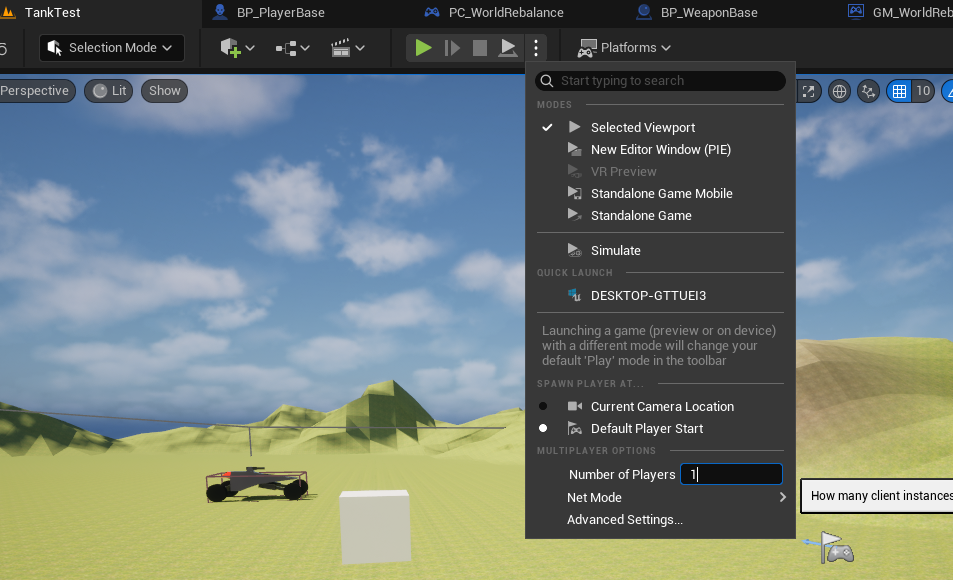 TankTest
BP_PlayerBase
PC_WorldRebalance
BP_WeaponBase
GM_WorldReb
Selection Mode
Platforms
Perspective
Lit
Show
10
Start typing to search
MODES
Selected Viewport
New Editor Window (PIE)
VR Preview
Standalone Game Mobile
Standalone Game
Simulate
QUICK LAUNCH
DESKTOP-GTTUEI3
Launching a game (preview or on device)
with a different mode will change your
default 'Play' mode in the toolbar
SPAWN PLAYER AT...
Current Camera Location
Default Player Start
MULTIPLAYER OPTIONS
Number of Players 1
Net Mode
Advanced Settings...
How many client instances